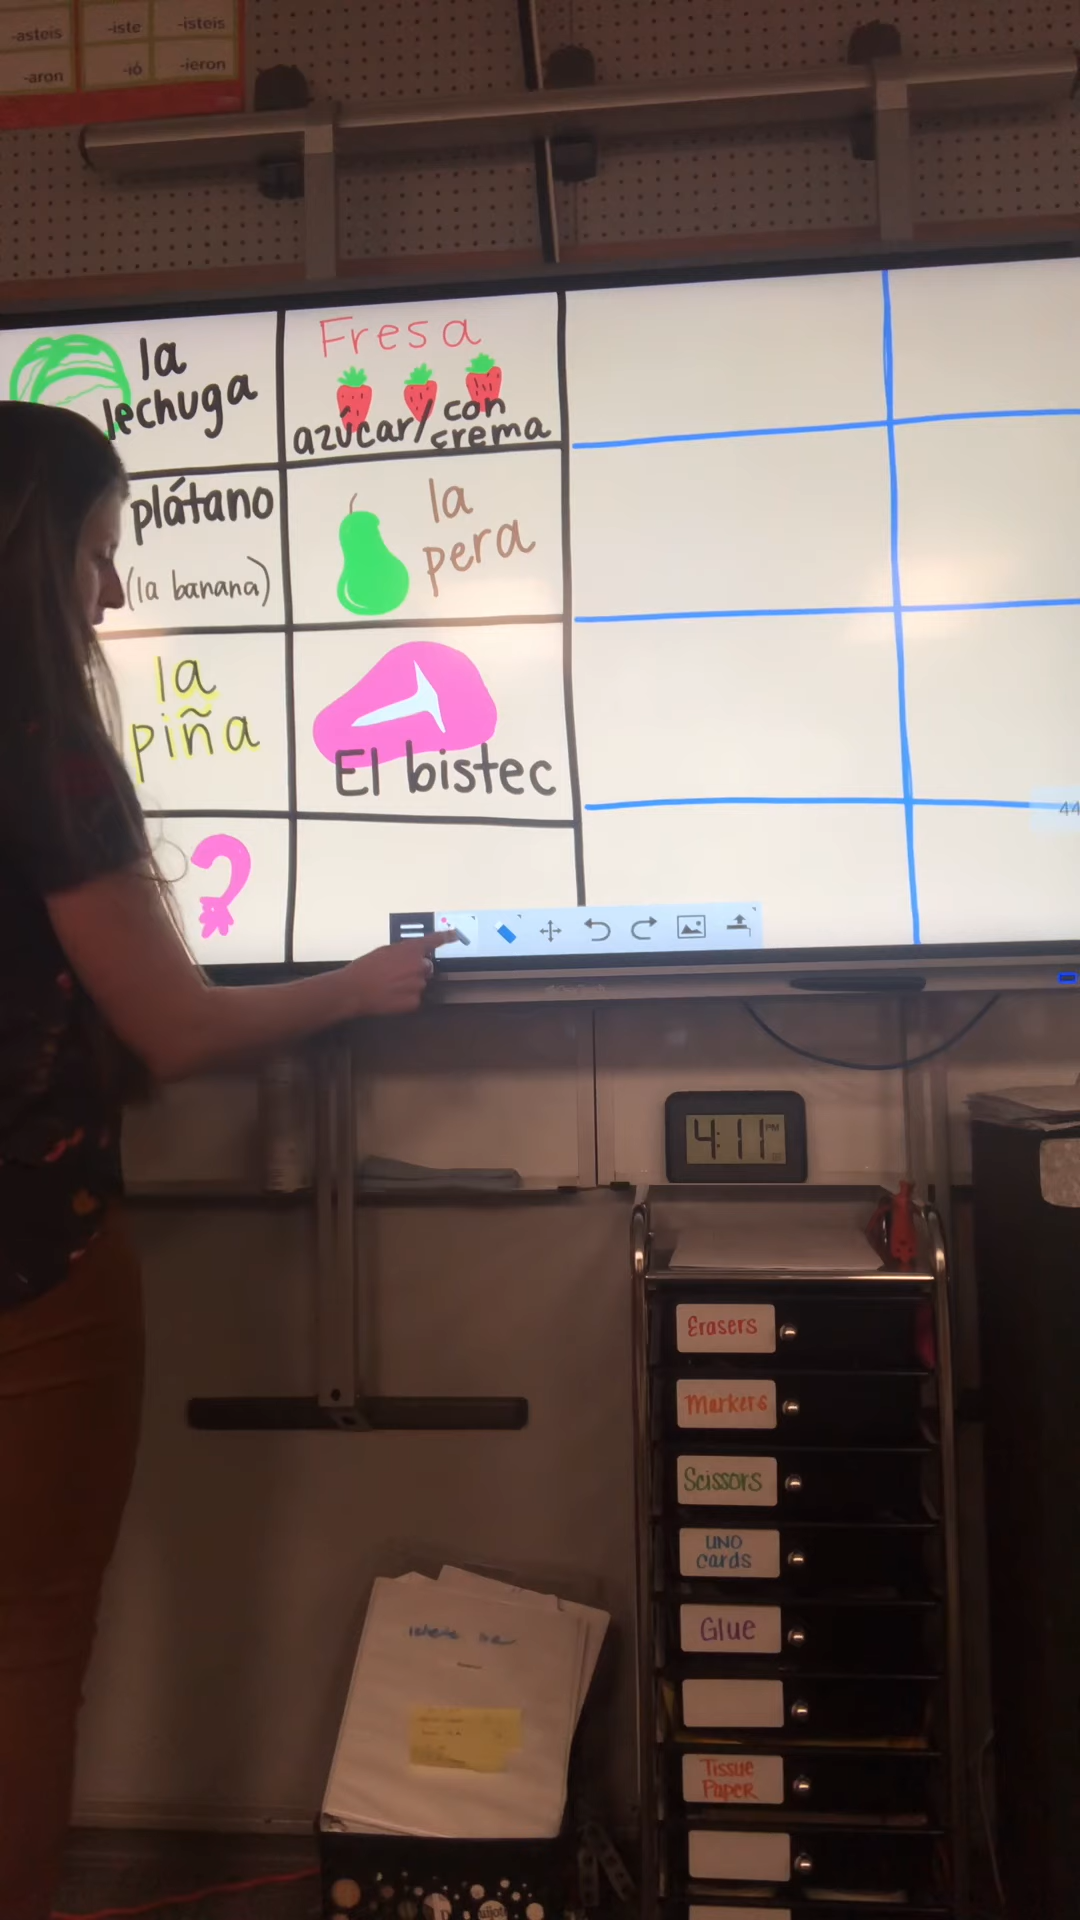 -asteis -iste -isteis
-aron -ió -ieron
la
lechuga
Fresa
azúcar/con
crema
plátano
(la banana)
la
pera
la
piña
El bistec
?
44
4:11 PM
Erasers
Markers
Scissors
UNO
cards
Glue
Tissue
Paper